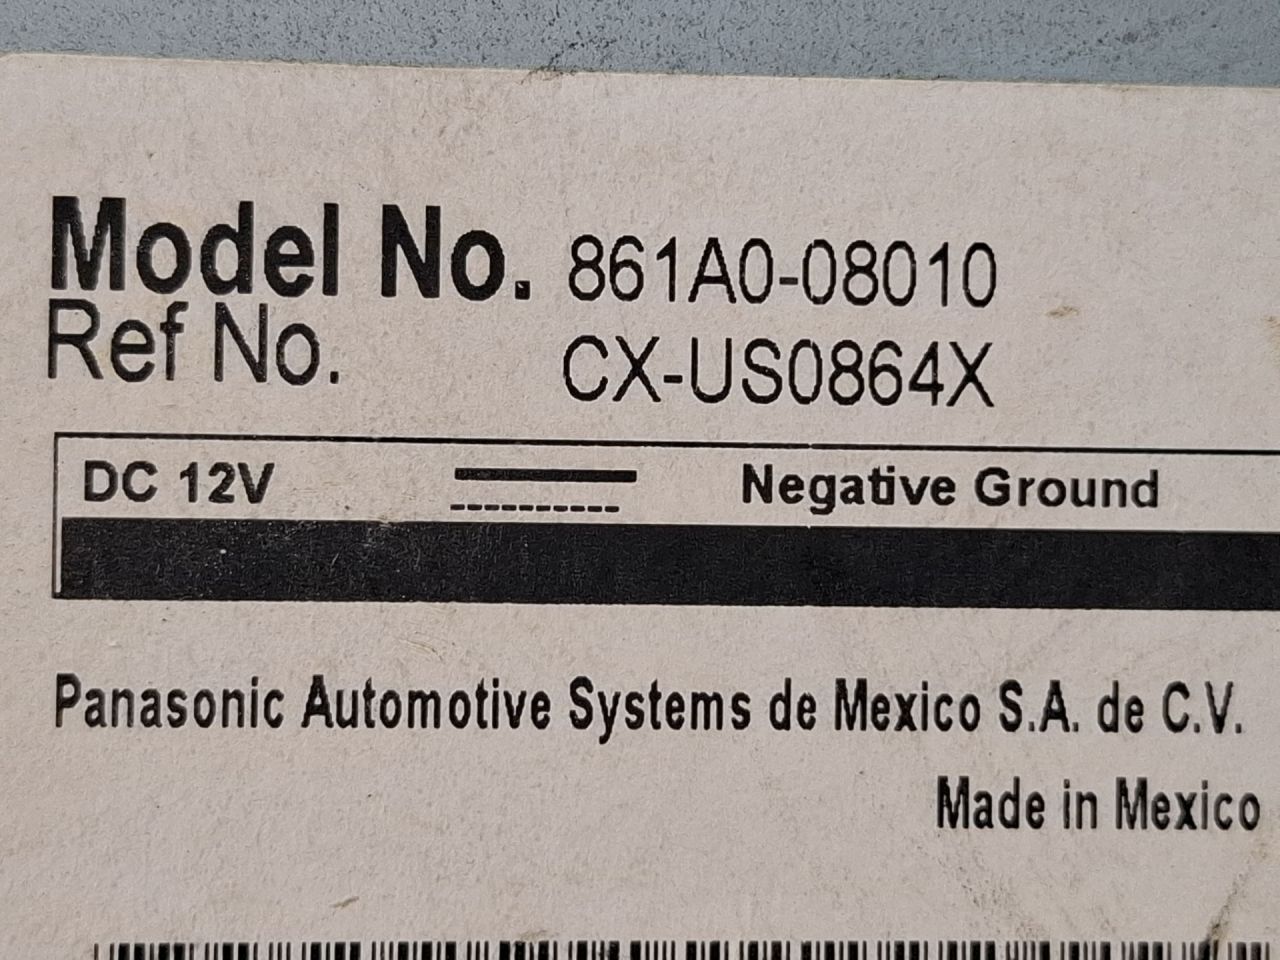 Model No. 861A0-08010
Ref No. CX-US0864X
DC 12V Negative Ground
Panasonic Automotive Systems de Mexico S.A. de C.V.
Made in Mexico